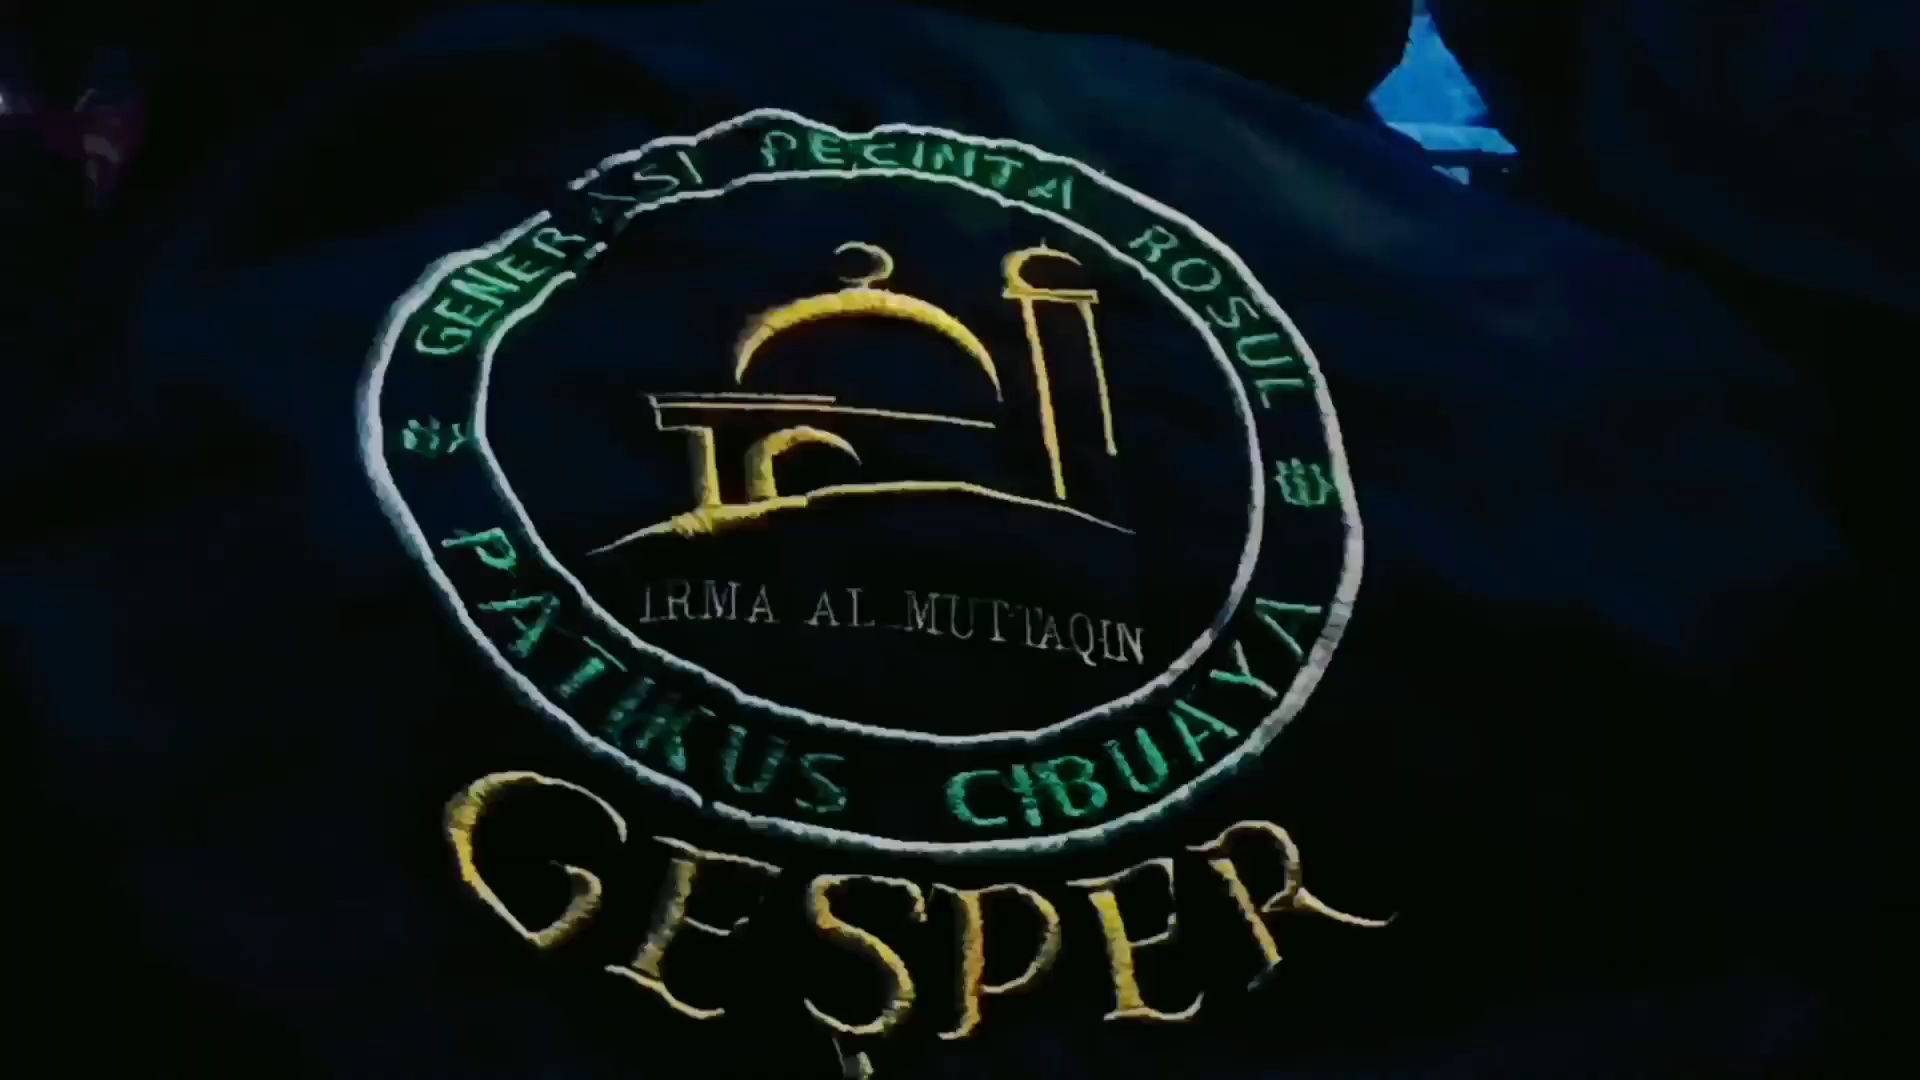 GENERASI PECINTA ROSUL
IRMA AL MUTTAQIN
PATIKUS CIBUAYA
GESPER